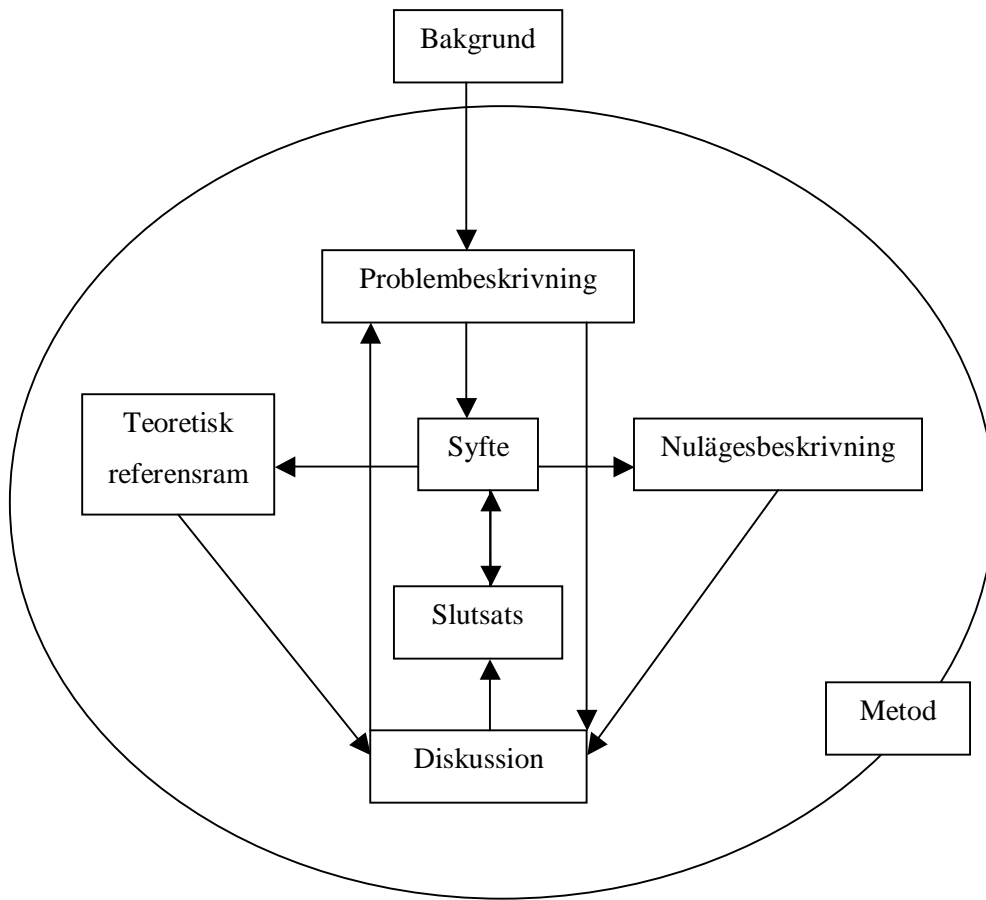 Bakgrund
Problembeskrivning
Teoretisk
referensram
Syfte
Nulägesbeskrivning
Slutsats
Metod
Diskussion